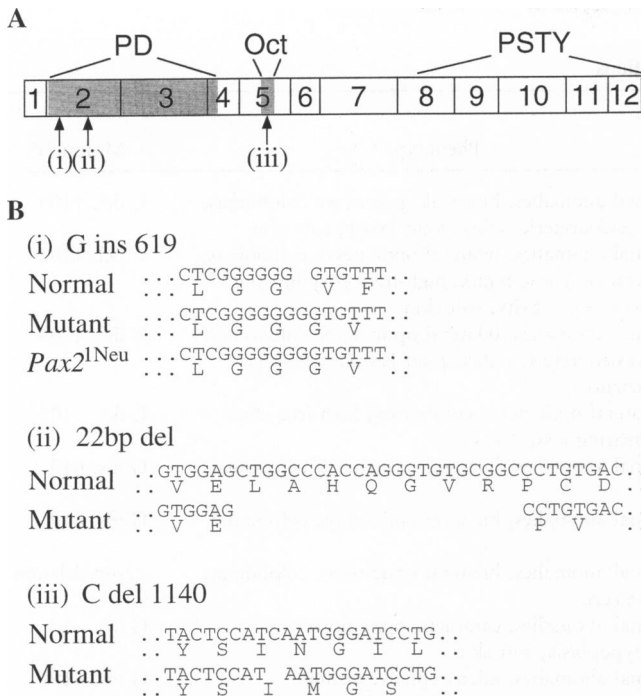 A
PD Oct PSTY
1 2 3 4 5 6 7 8 9 10 11 12
(i) (ii) (iii)
B
(i) G ins 619
Normal ...CTCGGGGGG GTGTTT..
... L G G V F ..
Mutant ...CTCGGGGGGGGTGTTT..
... L G G G V ..
Pax2 1Neu ...CTCGGGGGGGGTGTTT..
... L G G G V ..
(ii) 22bp del
Normal ..GTGGAGCTGGCCCACCAGGGTGTGCGGCCCTGTGAC..
.. V E L A H Q G V R P C D ..
Mutant ..GTGGAG CCTGTGAC..
.. V E P V ..
(iii) C del 1140
Normal ..TACTCCATCAATGGGATCCTG..
.. Y S I N G I L ..
Mutant ..TACTCCAT AATGGGATCCTG..
.. Y S I M G S ..